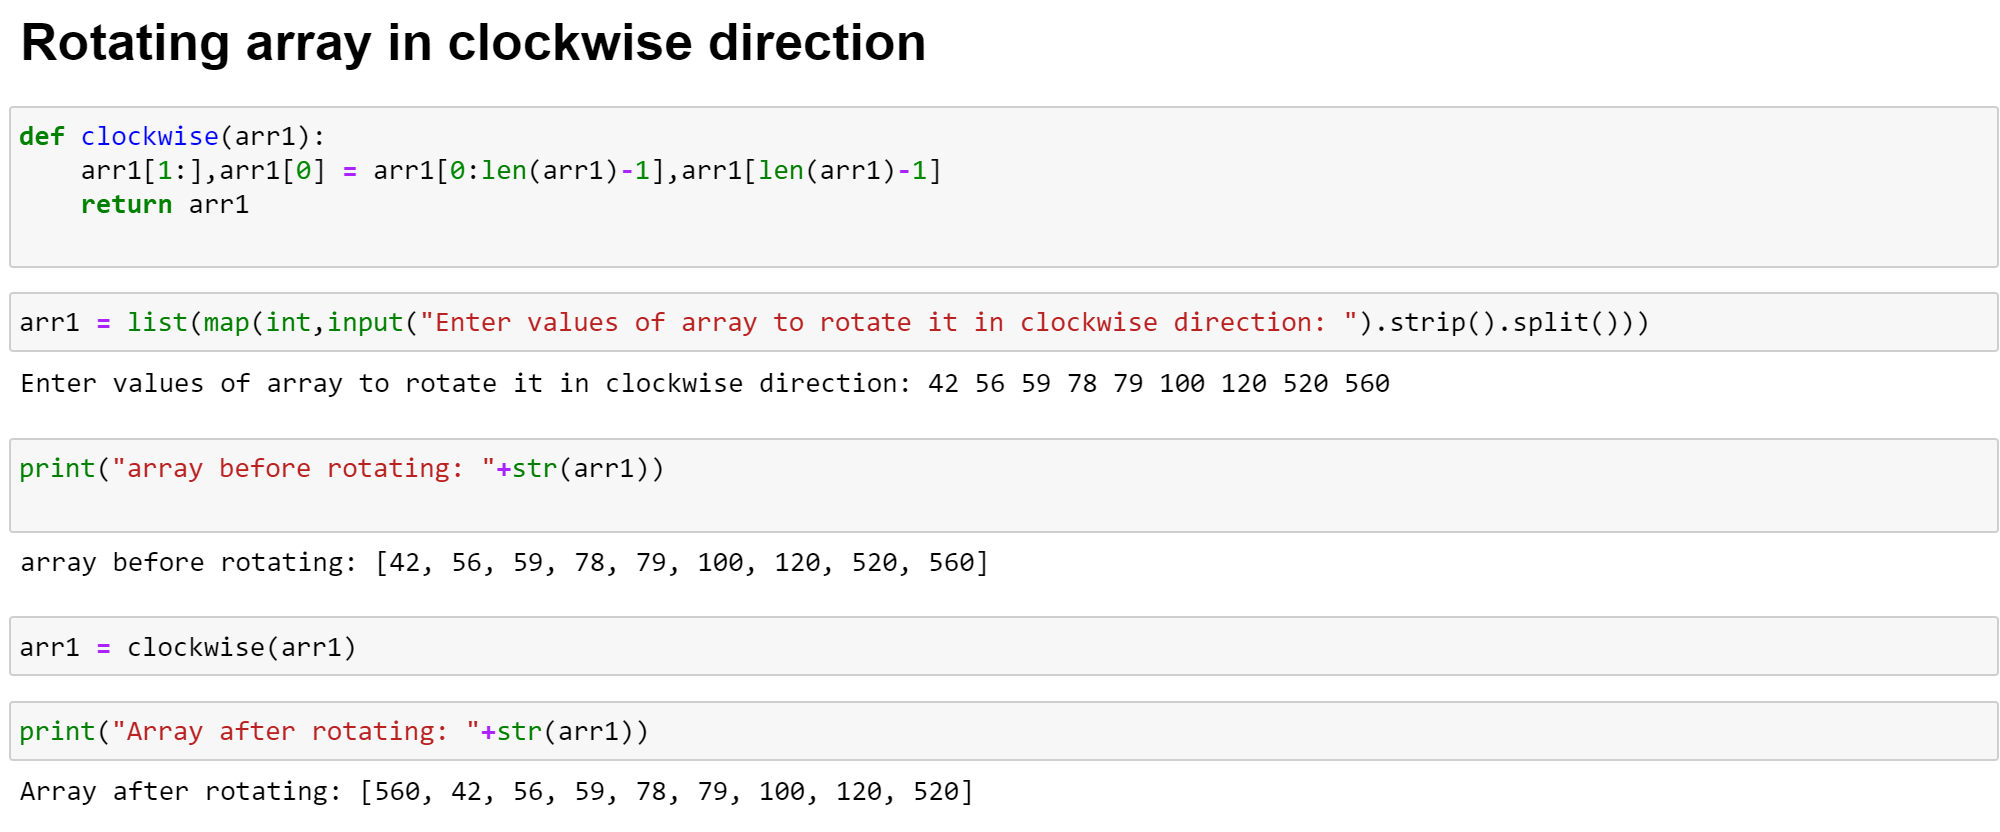 Rotating array in clockwise direction
def clockwise(arr1):
    arr1[1:],arr1[0] = arr1[0:len(arr1)-1],arr1[len(arr1)-1]
    return arr1
arr1 = list(map(int,input("Enter values of array to rotate it in clockwise direction: ").strip().split()))
Enter values of array to rotate it in clockwise direction: 42 56 59 78 79 100 120 520 560
print("array before rotating: "+str(arr1))
array before rotating: [42, 56, 59, 78, 79, 100, 120, 520, 560]
arr1 = clockwise(arr1)
print("Array after rotating: "+str(arr1))
Array after rotating: [560, 42, 56, 59, 78, 79, 100, 120, 520]